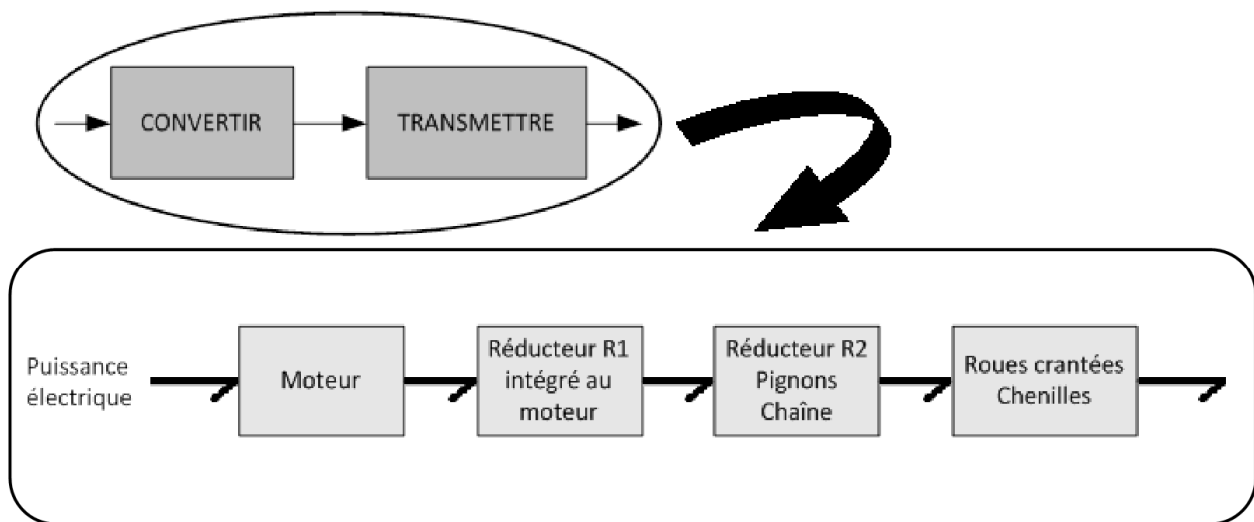 CONVERTIR
TRANSMETTRE
Puissance
électrique
Moteur
Réducteur R1
intégré au
moteur
Réducteur R2
Pignons
Chaîne
Roues crantées
Chenilles